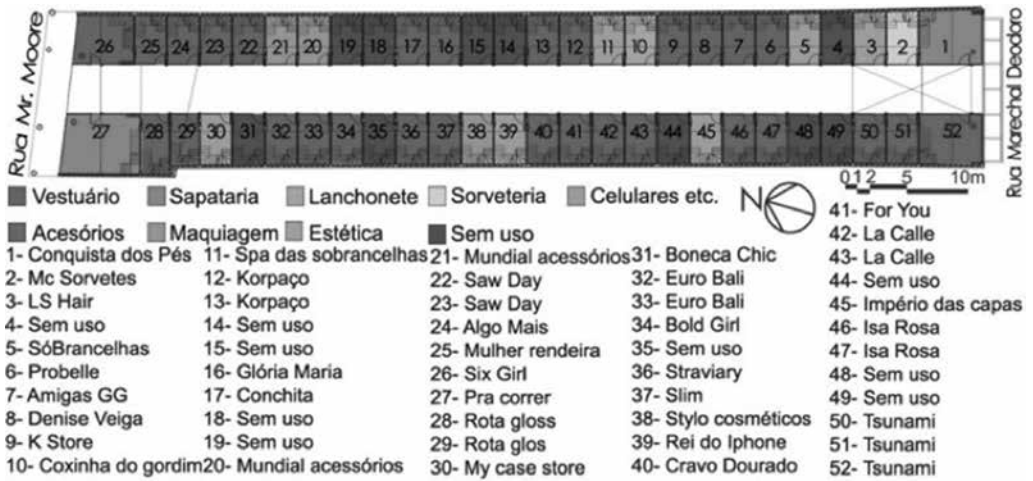 Rua Mr. Moore
26 25 24 23 22 21 20 19 18 17 16 15 14 13 12 11 10 9 8 7 6 5 4 3 2 1
Rua Marechal Deodoro
27 28 29 30 31 32 33 34 35 36 37 38 39 40 41 42 43 44 45 46 47 48 49 50 51 52
0 1 2 5 10m
N
Vestuário Sapataria Lanchonete Sorveteria Celulares etc.
Acesórios Maquiagem Estética Sem uso
1- Conquista dos Pés
2- Mc Sorvetes
3- LS Hair
4- Sem uso
5- SóBrancelhas
6- Probelle
7- Amigas GG
8- Denise Veiga
9- K Store
10- Coxinha do gordim
11- Spa das sobrancelhas
12- Korpaço
13- Korpaço
14- Sem uso
15- Sem uso
16- Glória Maria
17- Conchita
18- Sem uso
19- Sem uso
20- Mundial acessórios
21- Mundial acessórios
22- Saw Day
23- Saw Day
24- Algo Mais
25- Mulher rendeira
26- Six Girl
27- Pra correr
28- Rota gloss
29- Rota glos
30- My case store
31- Boneca Chic
32- Euro Bali
33- Euro Bali
34- Bold Girl
35- Sem uso
36- Straviary
37- Slim
38- Stylo cosméticos
39- Rei do Iphone
40- Cravo Dourado
41- For You
42- La Calle
43- La Calle
44- Sem uso
45- Império das capas
46- Isa Rosa
47- Isa Rosa
48- Sem uso
49- Sem uso
50- Tsunami
51- Tsunami
52- Tsunami